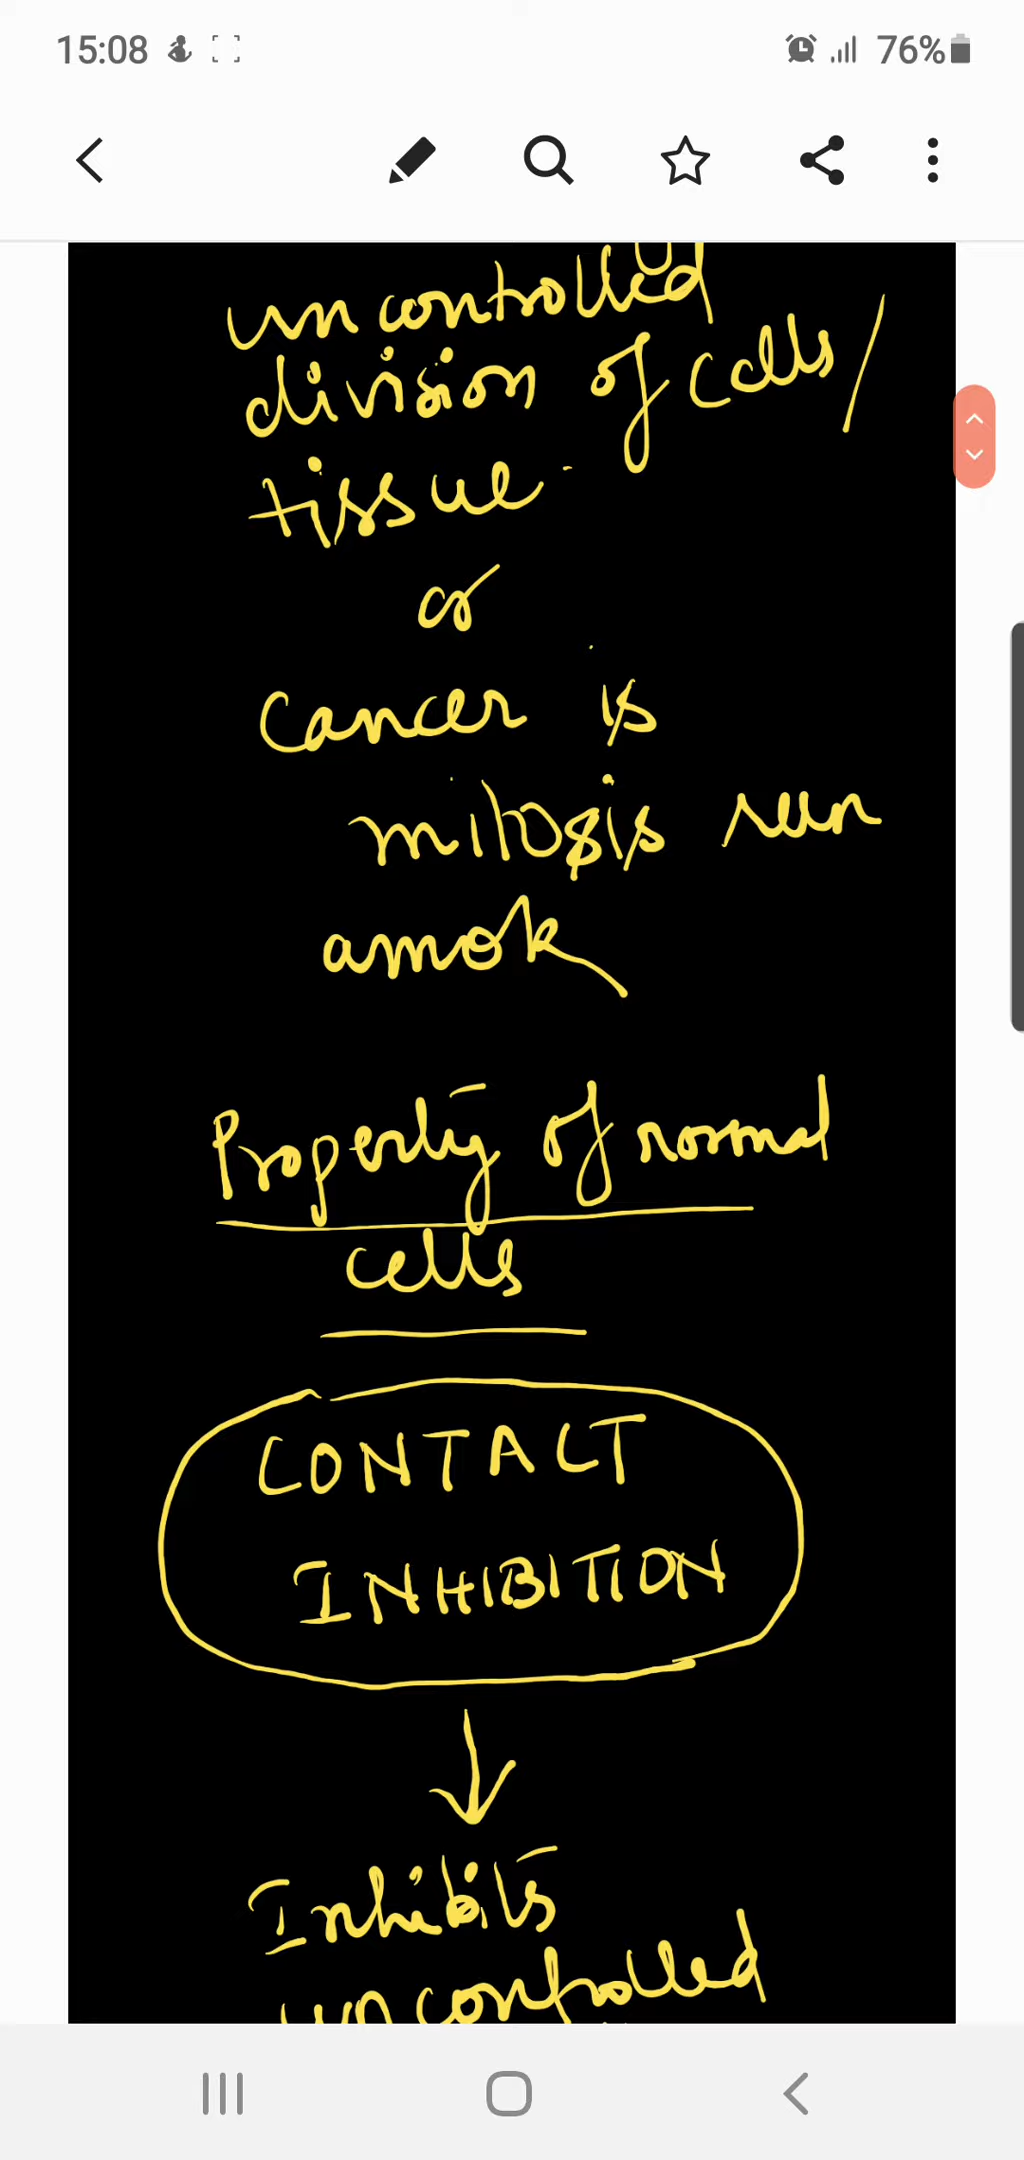 15:08
76%
uncontrolled
division of cells/
tissue.
or
Cancer is
mitosis run
amok
Property of normal
cells
CONTACT
INHIBITION
Inhibits
uncontrolled